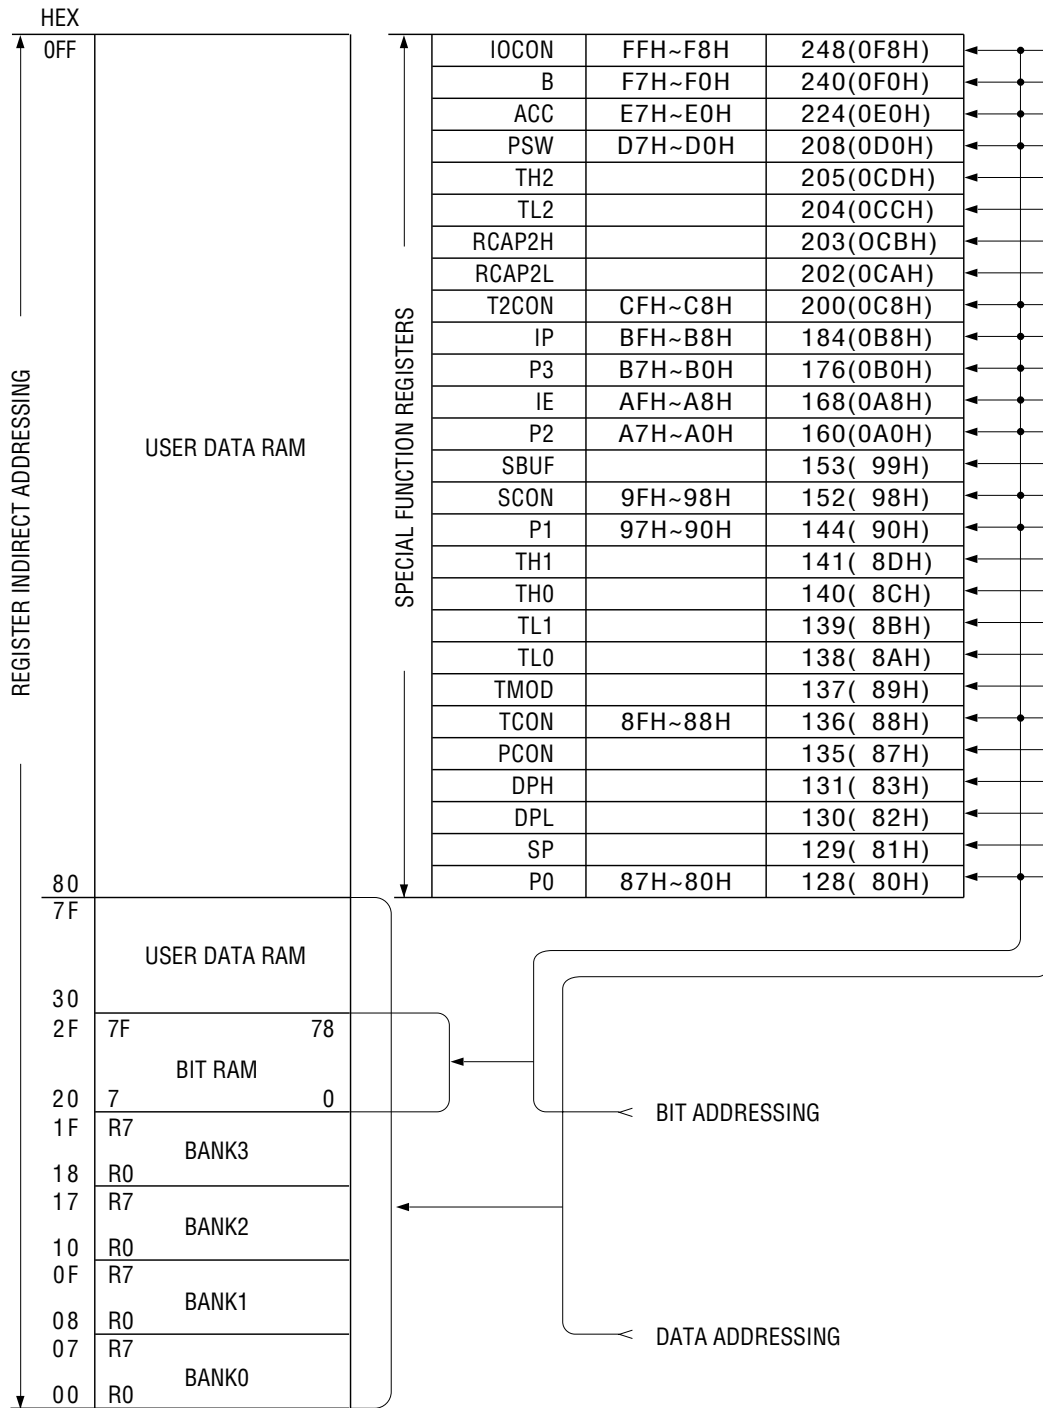 HEX
0FF
REGISTER INDIRECT ADDRESSING
USER DATA RAM
80
7F
USER DATA RAM
30
2F 7F 78
BIT RAM
20 7 0
1F R7
BANK3
18 R0
17 R7
BANK2
10 R0
0F R7
BANK1
08 R0
07 R7
BANK0
00 R0
SPECIAL FUNCTION REGISTERS
IOCON FFH~F8H 248(0F8H)
B F7H~F0H 240(0F0H)
ACC E7H~E0H 224(0E0H)
PSW D7H~D0H 208(0D0H)
TH2 205(0CDH)
TL2 204(0CCH)
RCAP2H 203(OCBH)
RCAP2L 202(0CAH)
T2CON CFH~C8H 200(0C8H)
IP BFH~B8H 184(0B8H)
P3 B7H~B0H 176(0B0H)
IE AFH~A8H 168(0A8H)
P2 A7H~A0H 160(0A0H)
SBUF 153( 99H)
SCON 9FH~98H 152( 98H)
P1 97H~90H 144( 90H)
TH1 141( 8DH)
TH0 140( 8CH)
TL1 139( 8BH)
TL0 138( 8AH)
TMOD 137( 89H)
TCON 8FH~88H 136( 88H)
PCON 135( 87H)
DPH 131( 83H)
DPL 130( 82H)
SP 129( 81H)
P0 87H~80H 128( 80H)
BIT ADDRESSING
DATA ADDRESSING